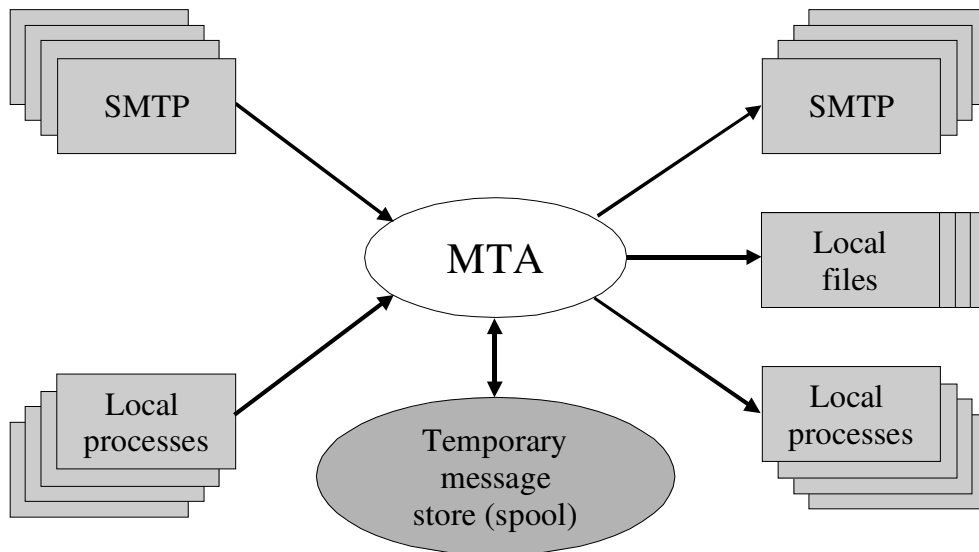 SMTP
SMTP
MTA
Local
files
Local
processes
Local
processes
Temporary
message
store (spool)